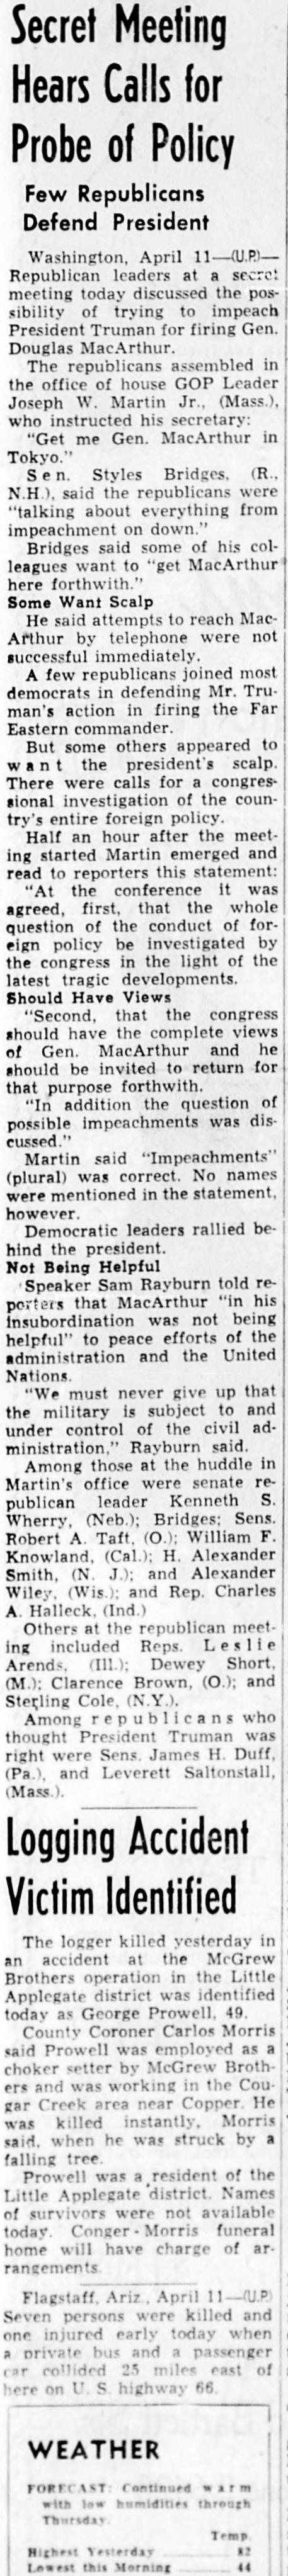 Secret Meeting
Hears Calls for
Probe of Policy
Few Republicans
Defend President
Washington, April 11—(U.P.)—
Republican leaders at a secret
meeting today discussed the pos-
sibility of trying to impeach
President Truman for firing Gen.
Douglas MacArthur.
The republicans assembled in
the office of house GOP Leader
Joseph W. Martin Jr., (Mass.),
who instructed his secretary:
"Get me Gen. MacArthur in
Tokyo."
Sen. Styles Bridges, (R.,
N.H.), said the republicans were
"talking about everything from
impeachment on down."
Bridges said some of his col-
leagues want to "get MacArthur
here forthwith."
Some Want Scalp
He said attempts to reach Mac-
Arthur by telephone were not
successful immediately.
A few republicans joined most
democrats in defending Mr. Tru-
man's action in firing the Far
Eastern commander.
But some others appeared to
want the president's scalp.
There were calls for a congres-
sional investigation of the coun-
try's entire foreign policy.
Half an hour after the meet-
ing started Martin emerged and
read to reporters this statement:
"At the conference it was
agreed, first, that the whole
question of the conduct of for-
eign policy be investigated by
the congress in the light of the
latest tragic developments.
Should Have Views
"Second, that the congress
should have the complete views
of Gen. MacArthur and he
should be invited to return for
that purpose forthwith.
"In addition the question of
possible impeachments was dis-
cussed."
Martin said "Impeachments"
(plural) was correct. No names
were mentioned in the statement,
however.
Democratic leaders rallied be-
hind the president.
Not Being Helpful
Speaker Sam Rayburn told re-
porters that MacArthur "in his
insubordination was not being
helpful" to peace efforts of the
administration and the United
Nations.
"We must never give up that
the military is subject to and
under control of the civil ad-
ministration," Rayburn said.
Among those at the huddle in
Martin's office were senate re-
publican leader Kenneth S.
Wherry, (Neb.); Bridges; Sens.
Robert A. Taft, (O.); William F.
Knowland, (Cal.); H. Alexander
Smith, (N. J.); and Alexander
Wiley, (Wis.); and Rep. Charles
A. Halleck, (Ind.)
Others at the republican meet-
ing included Reps. Leslie
Arends, (Ill.); Dewey Short,
(M.); Clarence Brown, (O.); and
Sterling Cole, (N.Y.).
Among republicans who
thought President Truman was
right were Sens. James H. Duff,
(Pa.), and Leverett Saltonstall,
(Mass.).
Logging Accident
Victim Identified
The logger killed yesterday in
an accident at the McGrew
Brothers operation in the Little
Applegate district was identified
today as George Prowell, 49.
County Coroner Carlos Morris
said Prowell was employed as a
choker setter by McGrew Broth-
ers and was working in the Cou-
gar Creek area near Copper. He
was killed instantly, Morris
said, when he was struck by a
falling tree.
Prowell was a resident of the
Little Applegate district. Names
of survivors were not available
today. Conger-Morris funeral
home will have charge of ar-
rangements.
Flagstaff, Ariz., April 11—(U.P.)
Seven persons were killed and
one injured early today when
a private bus and a passenger
car collided 25 miles east of
here on U. S. highway 66.
WEATHER
FORECAST: Continued warm
with low humidities through
Thursday.
Temp.
Highest Yesterday 82
Lowest this Morning 44